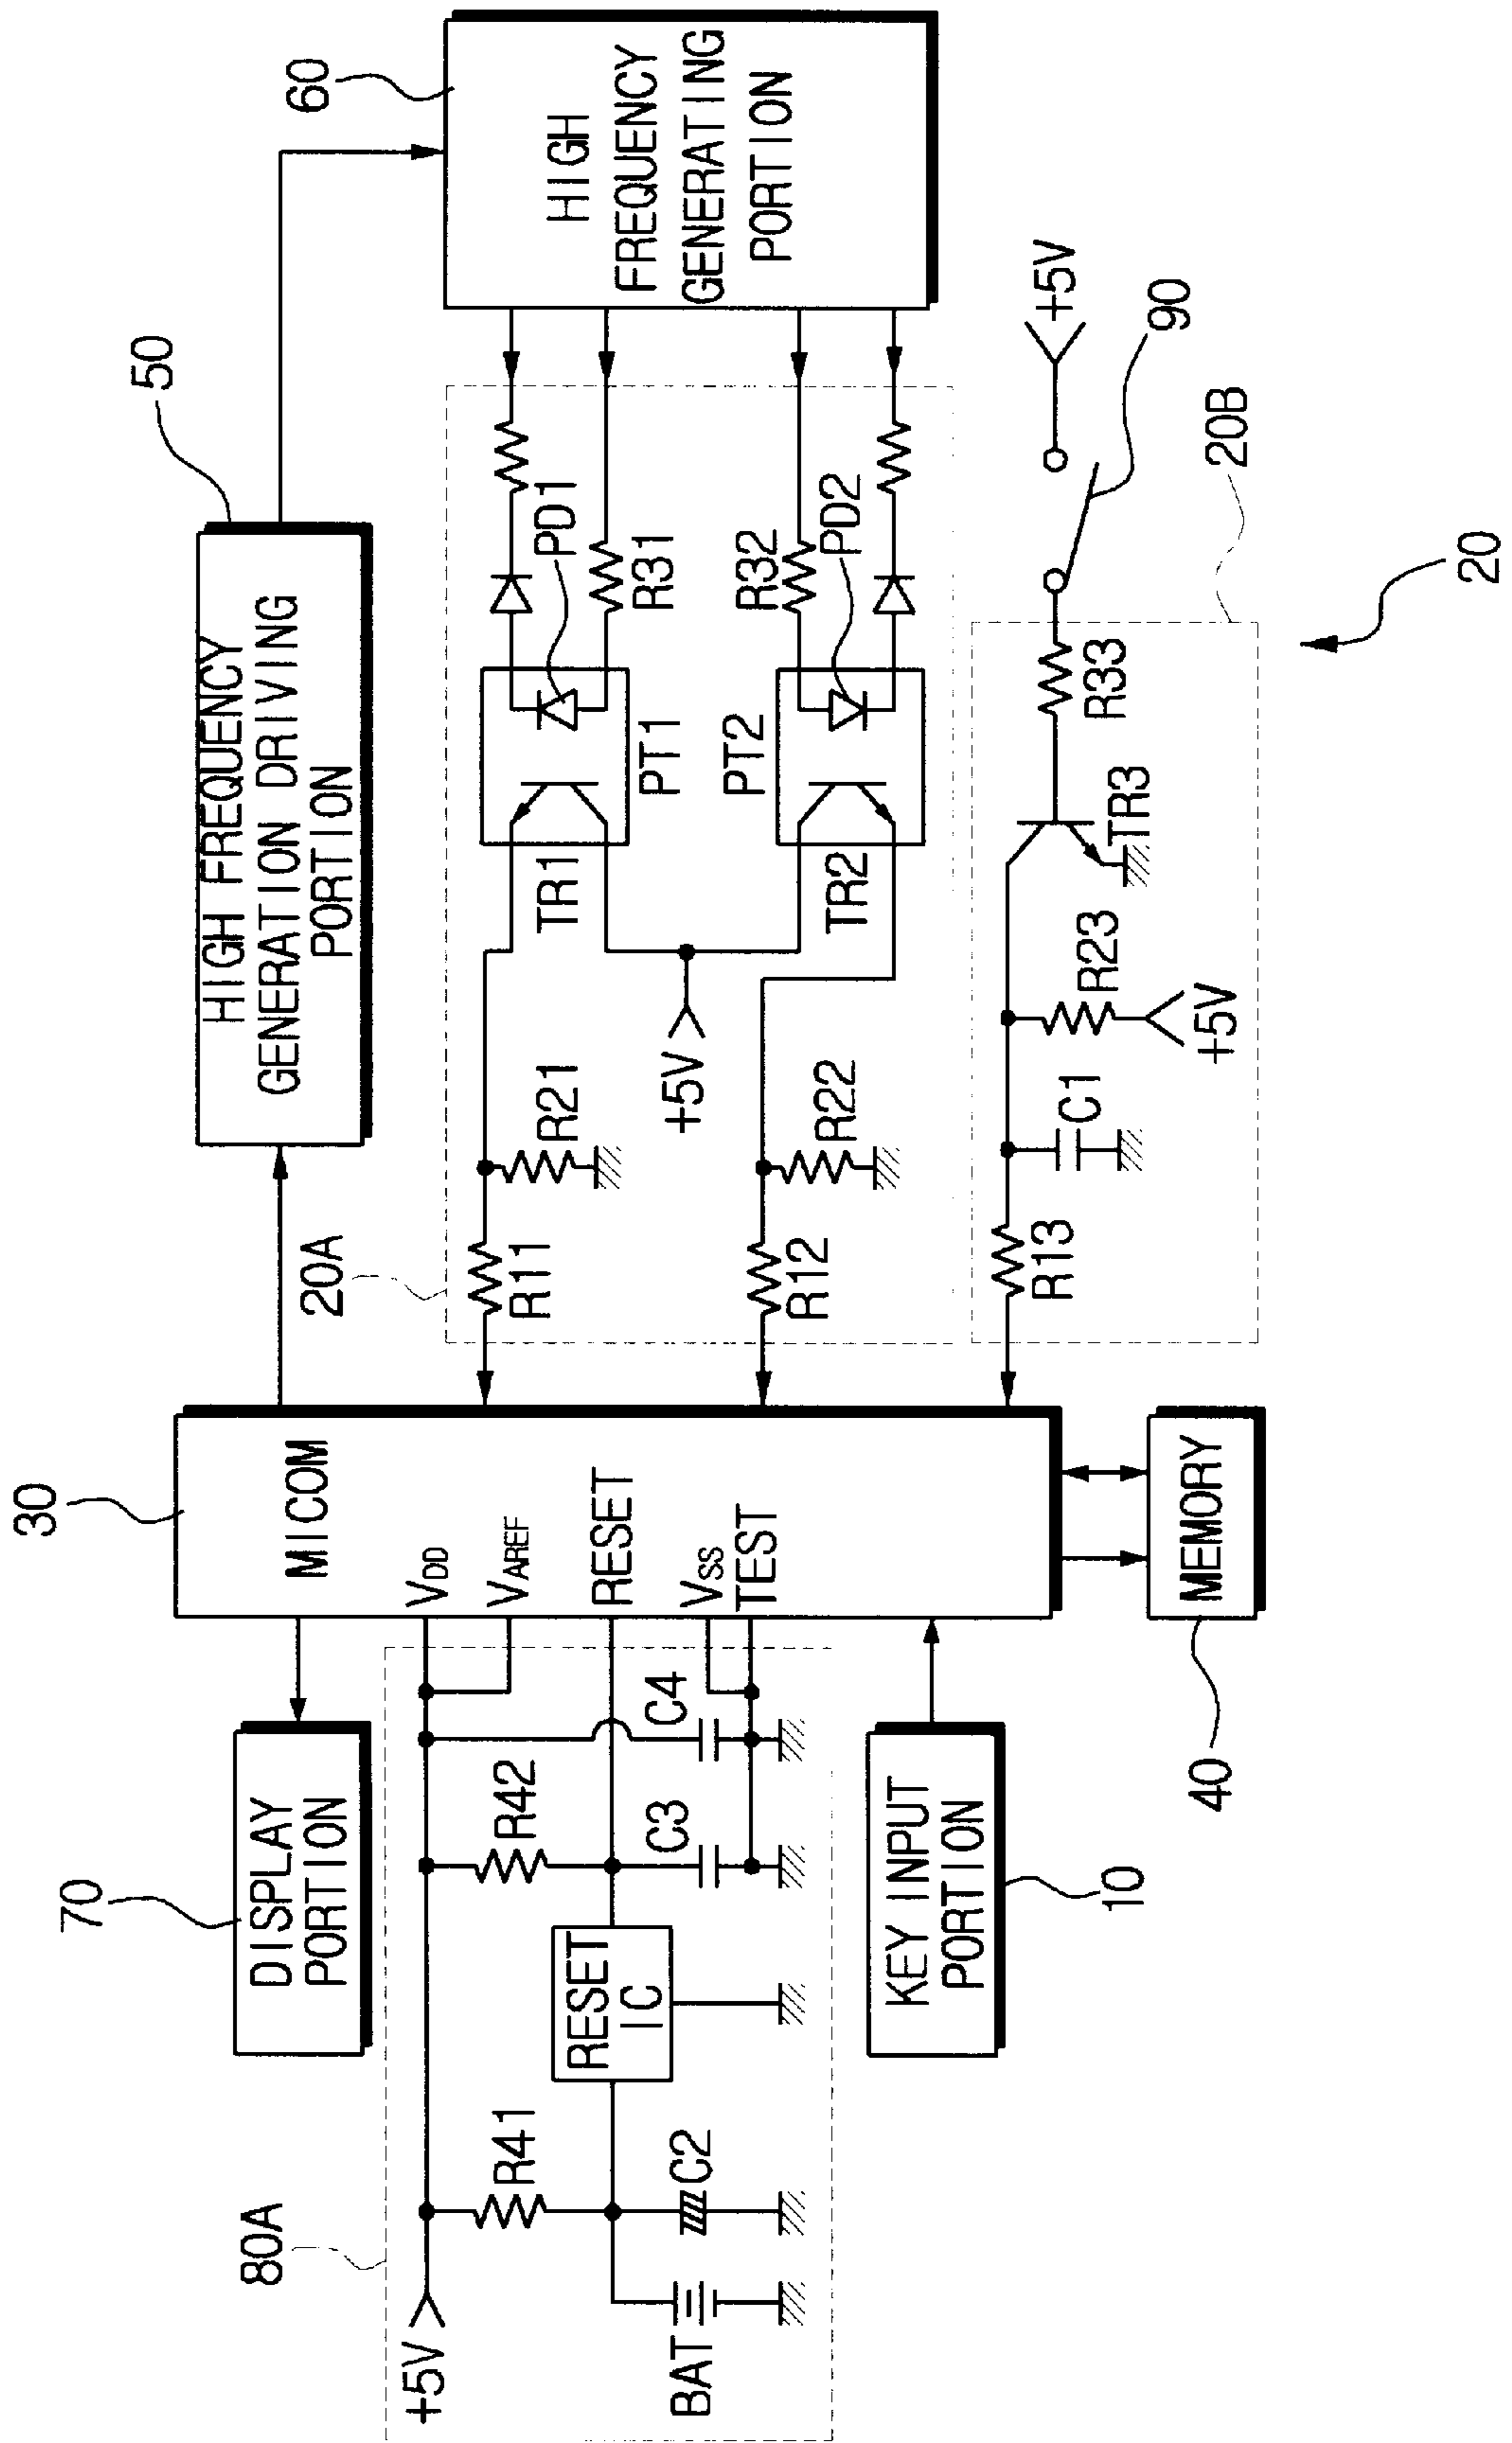 70
DISPLAY
PORTION
80A
+5V
R41
R42
C2
C3
C4
BAT
RESET
IC
KEY INPUT
PORTION
10
30
MICOM
VDD
VAREF
RESET
VSS
TEST
MEMORY
40
50
HIGH FREQUENCY
GENERATION DRIVING
PORTION
20A
R11
R21
TR1
PT1
PD1
R31
+5V
R12
R22
TR2
PT2
PD2
R32
60
HIGH
FREQUENCY
GENERATING
PORTION
R13
C1
R23
+5V
TR3
R33
+5V
90
20B
20